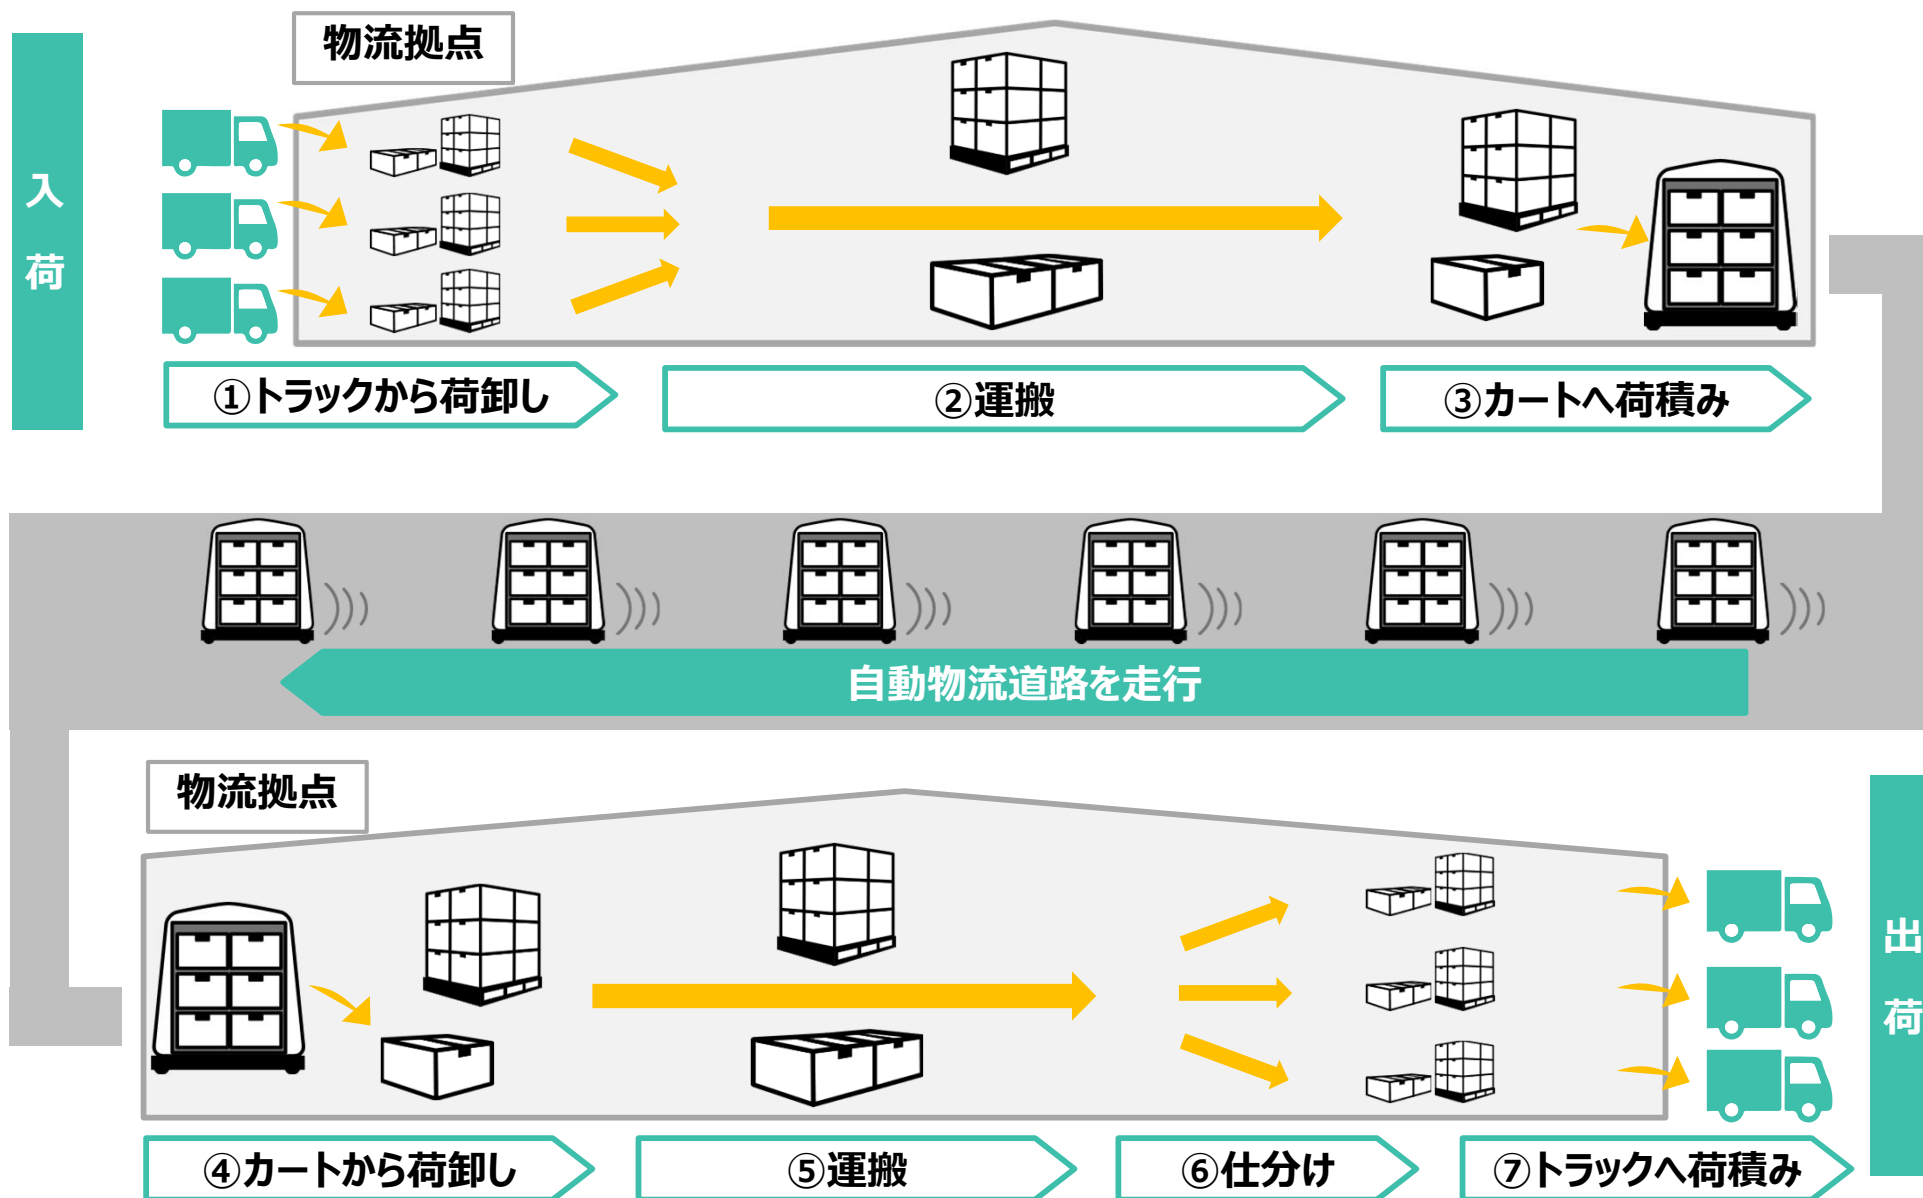 物流拠点
入荷
①トラックから荷卸し
②運搬
③カートへ荷積み
自動物流道路を走行
物流拠点
出荷
④カートから荷卸し
⑤運搬
⑥仕分け
⑦トラックへ荷積み